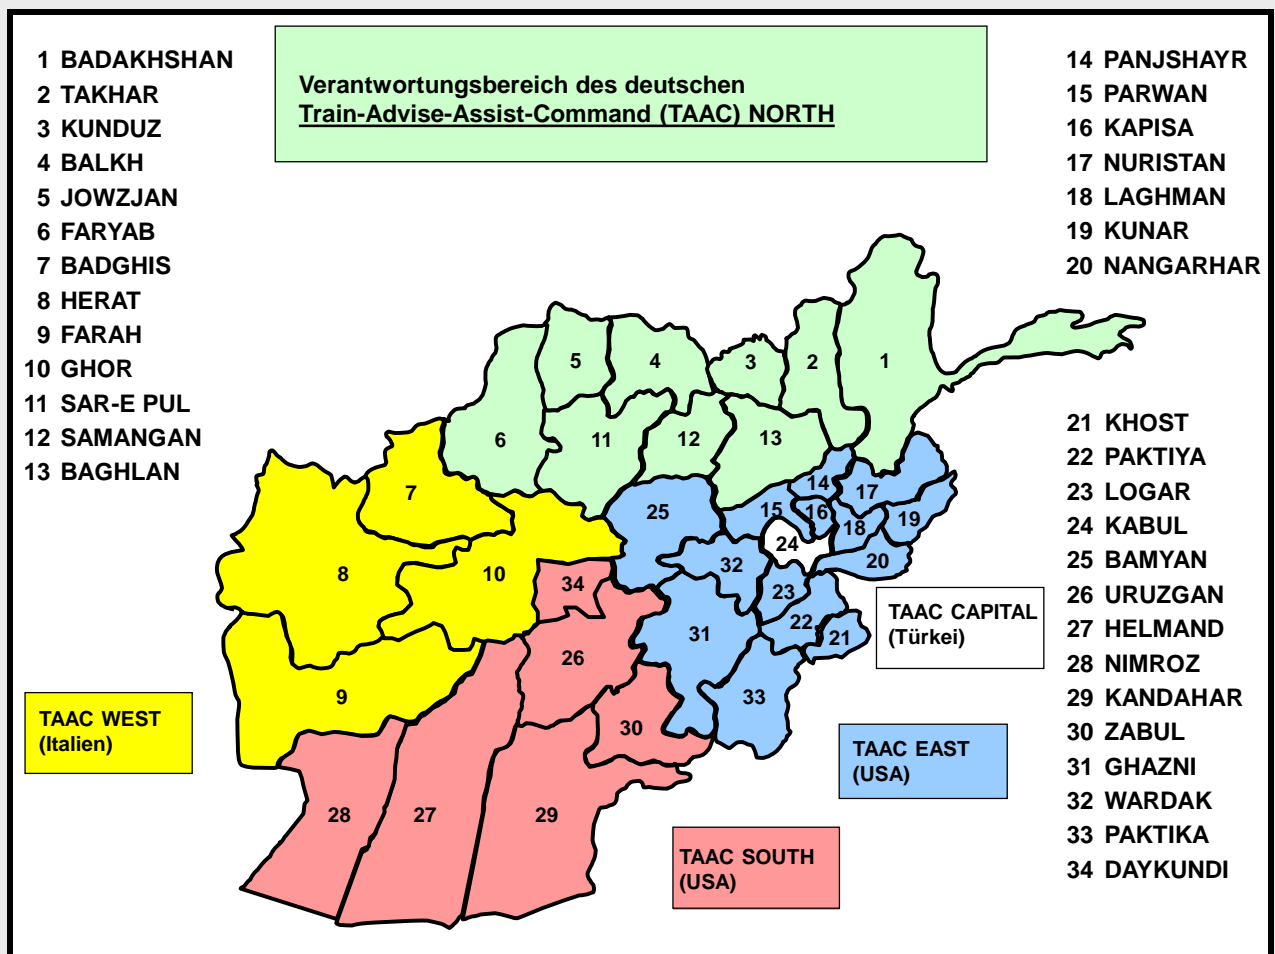 1 BADAKHSHAN
2 TAKHAR
3 KUNDUZ
4 BALKH
5 JOWZJAN
6 FARYAB
7 BADGHIS
8 HERAT
9 FARAH
10 GHOR
11 SAR-E PUL
12 SAMANGAN
13 BAGHLAN
Verantwortungsbereich des deutschen
Train-Advise-Assist-Command (TAAC) NORTH
14 PANJSHAYR
15 PARWAN
16 KAPISA
17 NURISTAN
18 LAGHMAN
19 KUNAR
20 NANGARHAR
21 KHOST
22 PAKTIYA
23 LOGAR
24 KABUL
25 BAMYAN
26 URUZGAN
27 HELMAND
28 NIMROZ
29 KANDAHAR
30 ZABUL
31 GHAZNI
32 WARDAK
33 PAKTIKA
34 DAYKUNDI
5
4
3
2
1
6
11
12
13
7
14
17
25
15
16
18
19
24
20
8
10
34
32
23
22
21
31
26
9
33
30
28
27
29
TAAC CAPITAL
(Türkei)
TAAC WEST
(Italien)
TAAC EAST
(USA)
TAAC SOUTH
(USA)